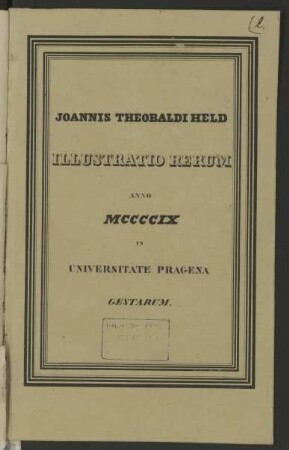 JOANNIS THEOBALDI HELD
ILLUSTRATIO RERUM
ANNO
MCCCCIX
IN
UNIVERSITATE PRAGENA
GESTARUM.